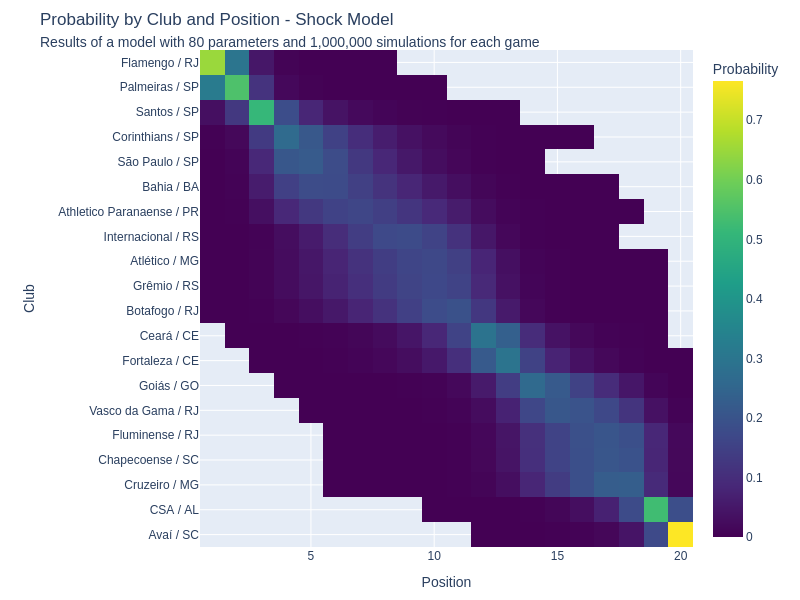 Probability by Club and Position - Shock Model
Results of a model with 80 parameters and 1,000,000 simulations for each game
Probability
Flamengo / RJ
Palmeiras / SP
Santos / SP
Corinthians / SP
São Paulo / SP
Bahia / BA
Athletico Paranaense / PR
Internacional / RS
Atlético / MG
Grêmio / RS
Botafogo / RJ
Ceará / CE
Fortaleza / CE
Goiás / GO
Vasco da Gama / RJ
Fluminense / RJ
Chapecoense / SC
Cruzeiro / MG
CSA / AL
Avaí / SC
Club
5
10
15
20
Position
0.7
0.6
0.5
0.4
0.3
0.2
0.1
0